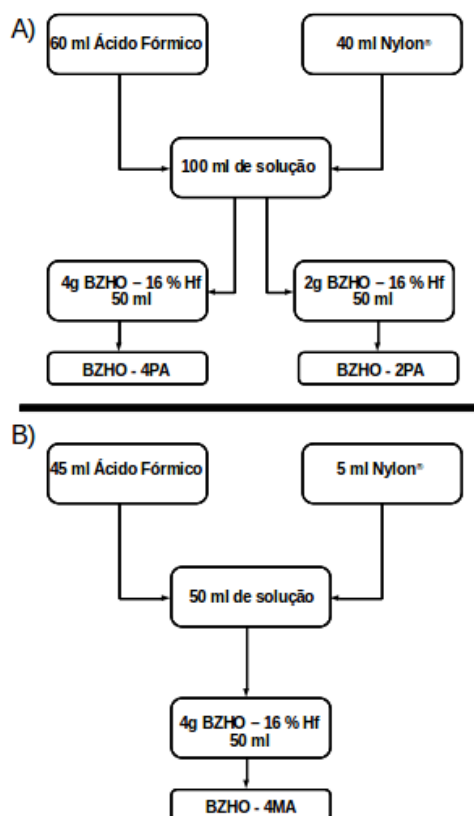 A)
60 ml Ácido Fórmico
40 ml Nylon®
100 ml de solução
4g BZHO – 16 % Hf
50 ml
2g BZHO – 16 % Hf
50 ml
BZHO - 4PA
BZHO - 2PA
B)
45 ml Ácido Fórmico
5 ml Nylon®
50 ml de solução
4g BZHO – 16 % Hf
50 ml
BZHO - 4MA